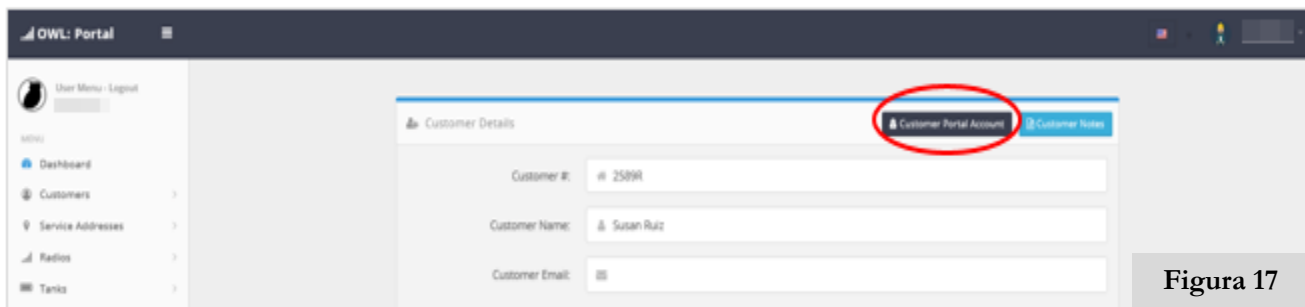 OWL: Portal
User Menu - Logout
MENU
Dashboard
Customers
Service Addresses
Radios
Tanks
Customer Details
Customer Portal Account
Customer Notes
Customer #: 2589R
Customer Name: Susan Ruiz
Customer Email:
Figura 17